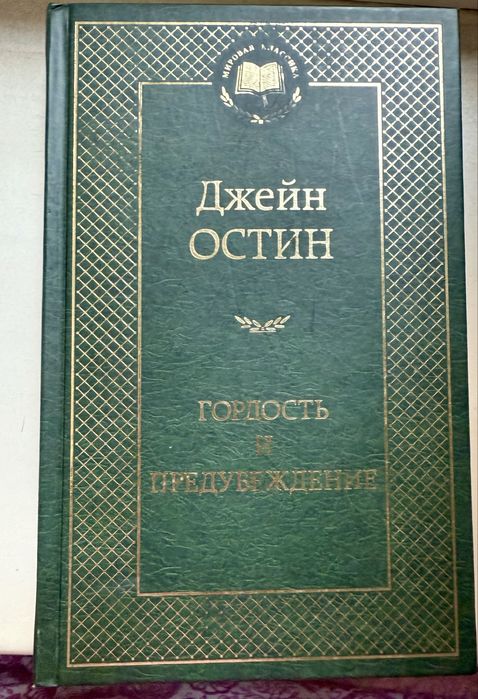 МИРОВАЯ КЛАССИКА
Джейн
ОСТИН
ГОРДОСТЬ
И
ПРЕДУБЕЖДЕНИЕ